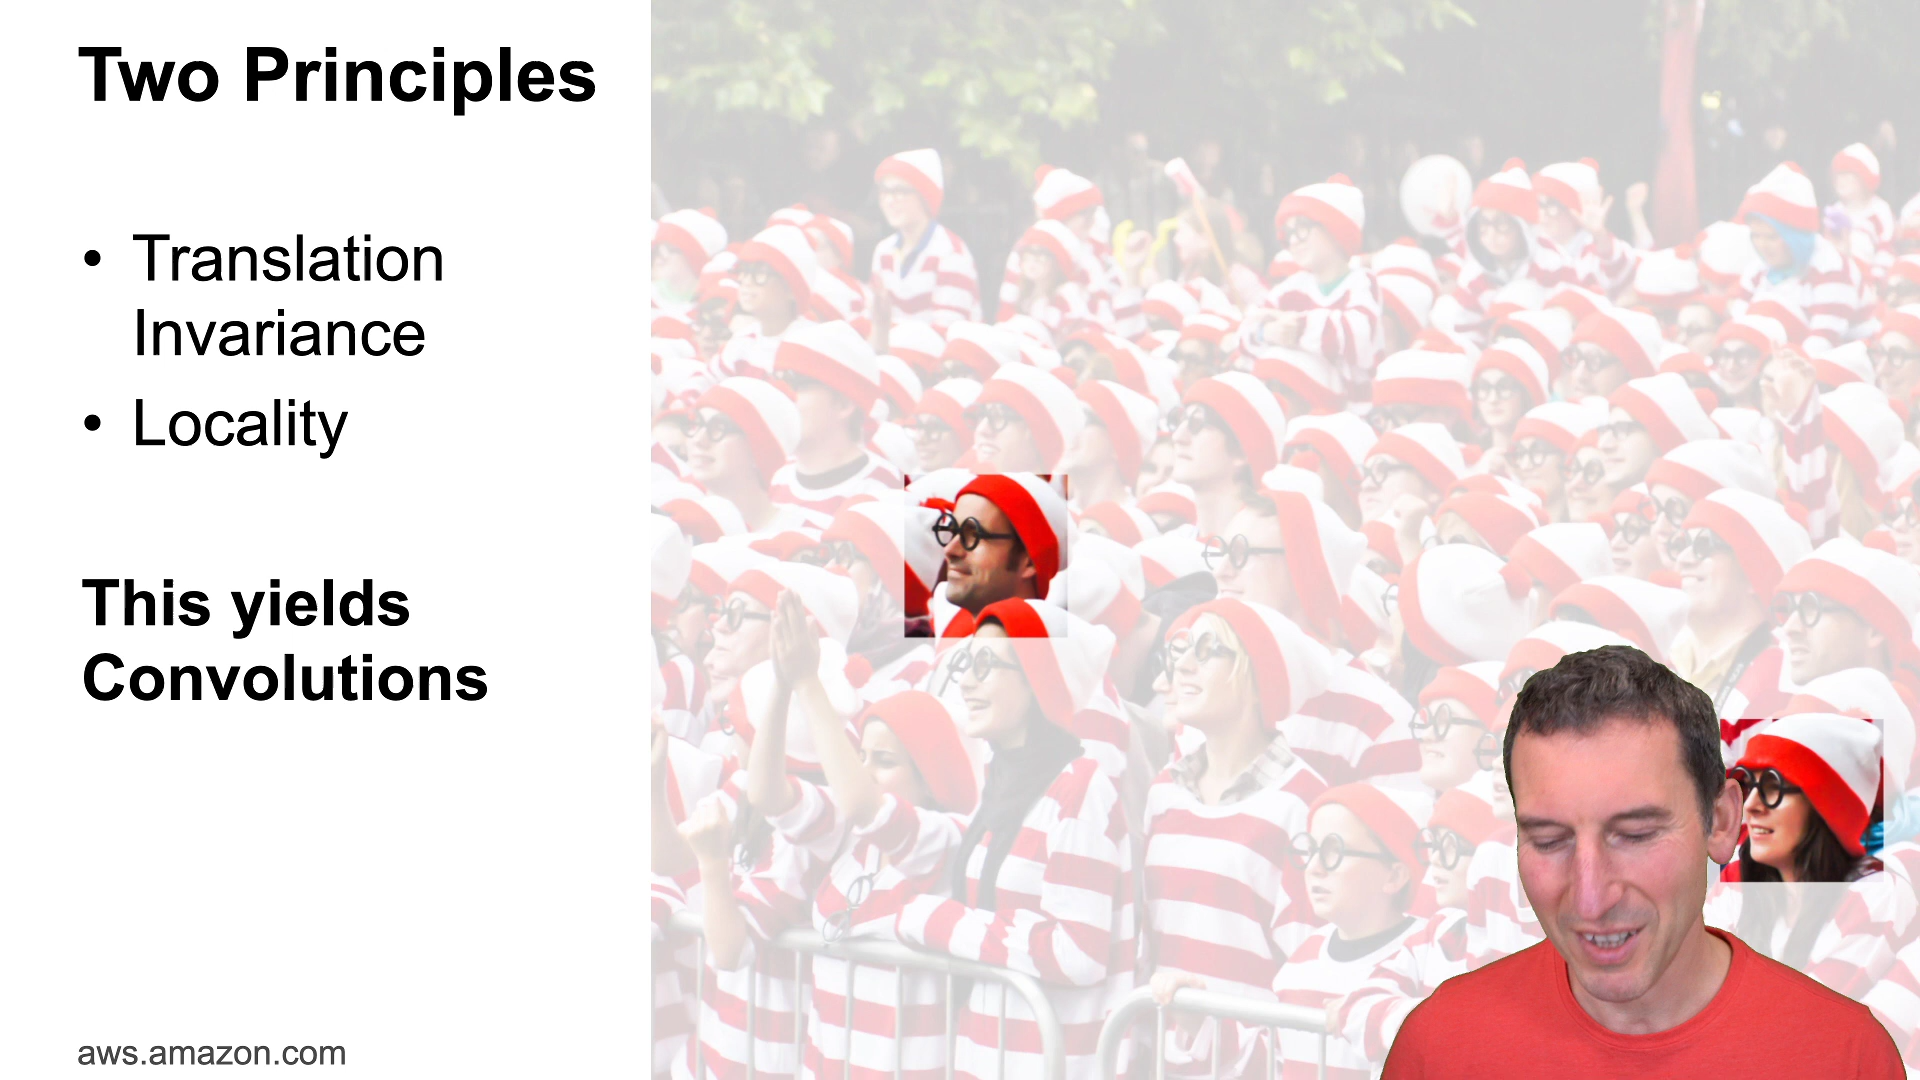 Two Principles
• Translation
Invariance
• Locality
This yields
Convolutions
aws.amazon.com